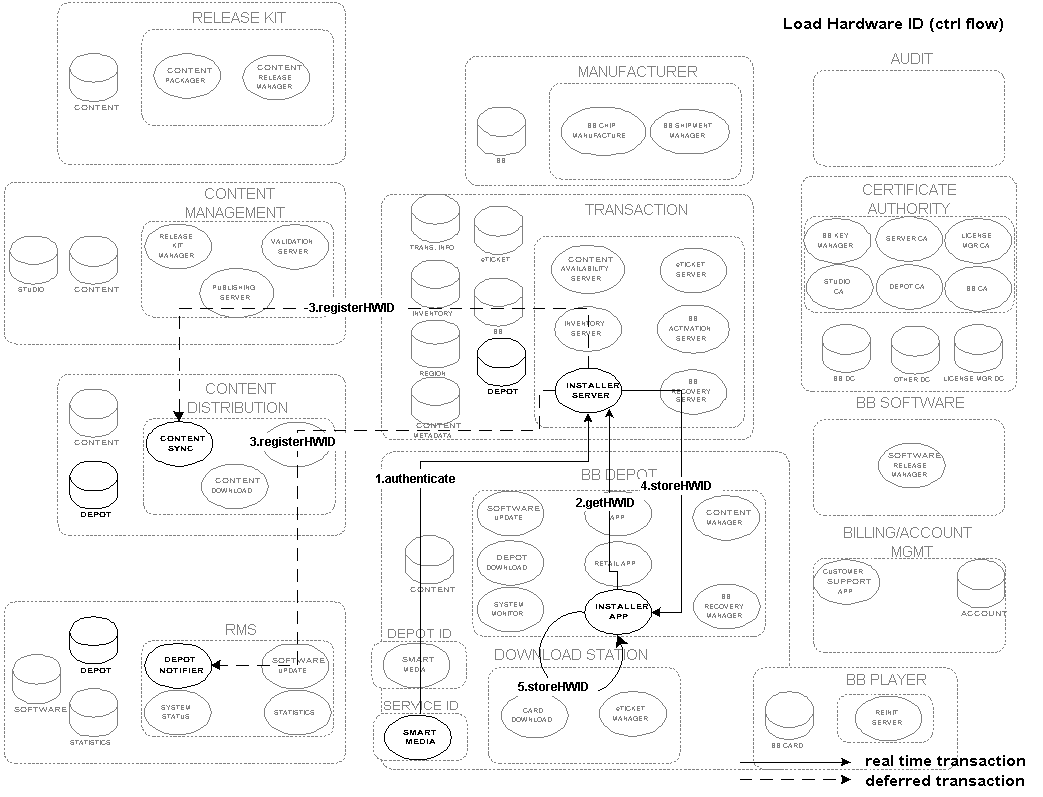 Load Hardware ID (ctrl flow)
RELEASE KIT
CONTENT
CONTENT
PACKAGER
CONTENT
RELEASE
MANAGER
MANUFACTURER
BB
BB CHIP
MANUFACTURE
BB SHIPMENT
MANAGER
AUDIT
CONTENT
MANAGEMENT
STUDIO
CONTENT
RELEASE
KIT
MANAGER
VALIDATION
SERVER
PUBLISHING
SERVER
TRANSACTION
TRANS. INFO
eTICKET
INVENTORY
BB
REGION
DEPOT
CONTENT
METADATA
CONTENT
AVAILABILITY
SERVER
eTICKET
SERVER
INVENTORY
SERVER
BB
ACTIVATION
SERVER
INSTALLER
SERVER
BB
RECOVERY
SERVER
3.registerHWID
CERTIFICATE
AUTHORITY
BB KEY
MANAGER
SERVER CA
LICENSE
MGR CA
STUDIO
CA
DEPOT CA
BB CA
BB DC
OTHER DC
LICENSE MGR DC
CONTENT
DISTRIBUTION
CONTENT
DEPOT
CONTENT
SYNC
CONTENT
DOWNLOAD
3.registerHWID
BB SOFTWARE
SOFTWARE
RELEASE
MANAGER
1.authenticate
2.getHWID
4.storeHWID
BB DEPOT
CONTENT
SOFTWARE
UPDATE
APP
CONTENT
MANAGER
DEPOT
DOWNLOAD
RETAIL APP
SYSTEM
MONITOR
INSTALLER
APP
BB
RECOVERY
MANAGER
BILLING/ACCOUNT
MGMT
CUSTOMER
SUPPORT
APP
ACCOUNT
RMS
SOFTWARE
DEPOT
STATISTICS
DEPOT
NOTIFIER
SOFTWARE
UPDATE
SYSTEM
STATUS
STATISTICS
DEPOT ID
SMART
MEDIA
SERVICE ID
SMART
MEDIA
DOWNLOAD STATION
5.storeHWID
CARD
DOWNLOAD
eTICKET
MANAGER
BB PLAYER
BB CARD
REINIT
SERVER
real time transaction
deferred transaction